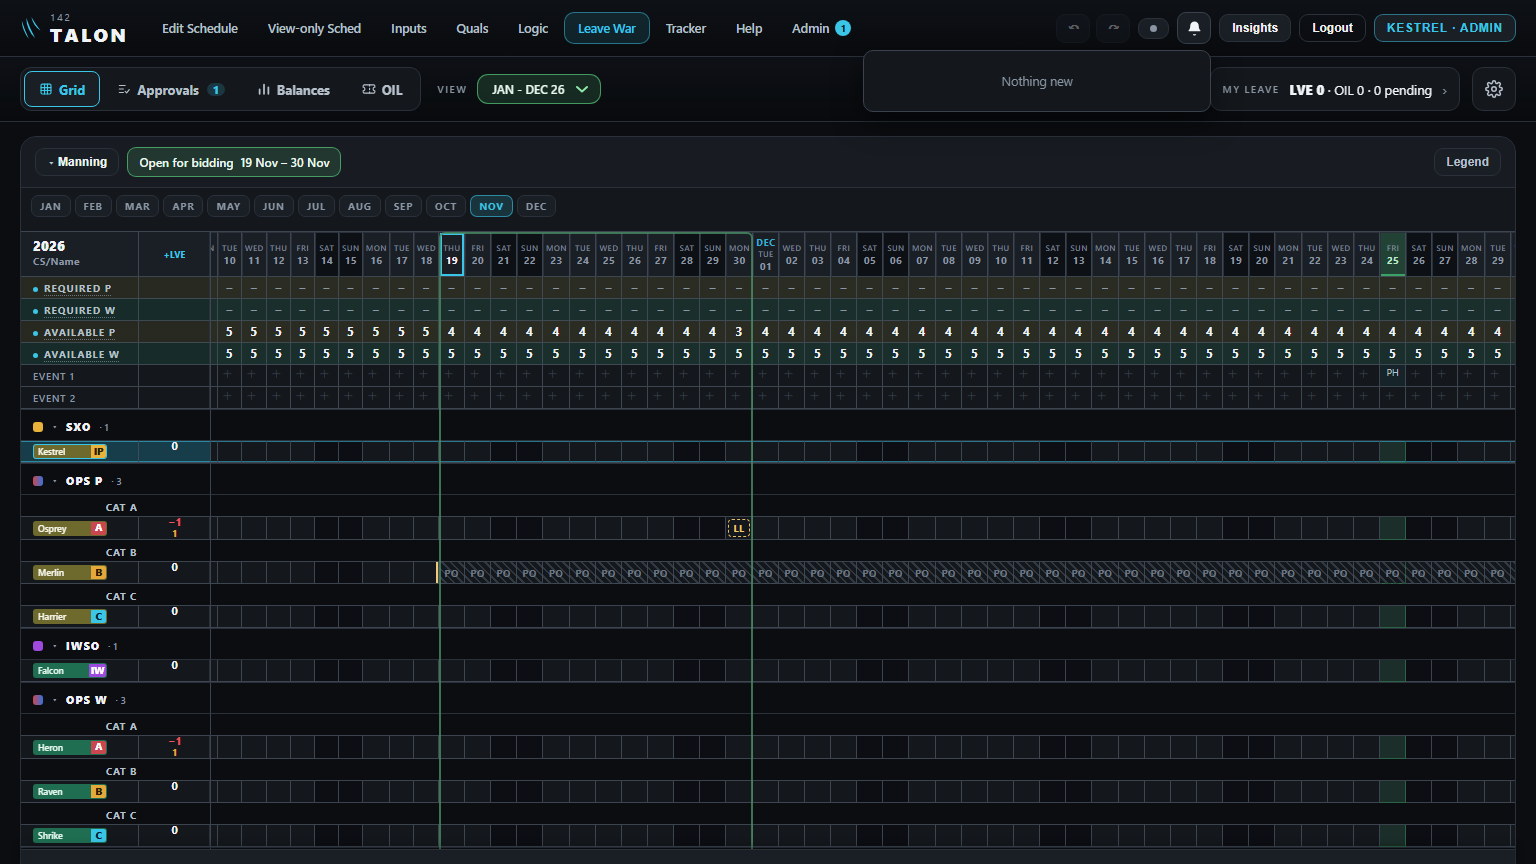 142
TALON
Edit Schedule View-only Sched Inputs Quals Logic Leave War Tracker Help Admin 1
Insights Logout KESTREL · ADMIN
Grid Approvals 1 Balances OIL VIEW JAN - DEC 26
Nothing new
MY LEAVE LVE 0 · OIL 0 · 0 pending ›
Manning Open for bidding 19 Nov – 30 Nov Legend
JAN FEB MAR APR MAY JUN JUL AUG SEP OCT NOV DEC
2026
CS/Name
+LVE
TUE WED THU FRI SAT SUN MON TUE WED THU FRI SAT SUN MON TUE WED THU FRI SAT SUN MON DEC TUE WED THU FRI SAT SUN MON TUE WED THU FRI SAT SUN MON TUE WED THU FRI SAT SUN MON TUE WED THU FRI SAT SUN MON TUE
10 11 12 13 14 15 16 17 18 19 20 21 22 23 24 25 26 27 28 29 30 01 02 03 04 05 06 07 08 09 10 11 12 13 14 15 16 17 18 19 20 21 22 23 24 25 26 27 28 29
REQUIRED P – – – – – – – – – – – – – – – – – – – – – – – – – – – – – – – – – – – – – – – – – – – – – – – – – –
REQUIRED W – – – – – – – – – – – – – – – – – – – – – – – – – – – – – – – – – – – – – – – – – – – – – – – – – –
AVAILABLE P 5 5 5 5 5 5 5 5 5 4 4 4 4 4 4 4 4 4 4 4 3 4 4 4 4 4 4 4 4 4 4 4 4 4 4 4 4 4 4 4 4 4 4 4 4 4 4 4 4 4
AVAILABLE W 5 5 5 5 5 5 5 5 5 5 5 5 5 5 5 5 5 5 5 5 5 5 5 5 5 5 5 5 5 5 5 5 5 5 5 5 5 5 5 5 5 5 5 5 5 5 5 5 5 5
EVENT 1 + + + + + + + + + + + + + + + + + + + + + + + + + + + + + + + + + + + + + + + + + + + + + PH + + + +
EVENT 2 + + + + + + + + + + + + + + + + + + + + + + + + + + + + + + + + + + + + + + + + + + + + + + + + + +
SXO · 1
Kestrel IP 0
OPS P · 3
CAT A
Osprey A −1 1 LL
CAT B
Merlin B 0 PO PO PO PO PO PO PO PO PO PO PO PO PO PO PO PO PO PO PO PO PO PO PO PO PO PO PO PO PO PO PO PO PO PO PO PO PO PO PO PO PO
CAT C
Harrier C 0
IWSO · 1
Falcon IW 0
OPS W · 3
CAT A
Heron A −1 1
CAT B
Raven B 0
CAT C
Shrike C 0